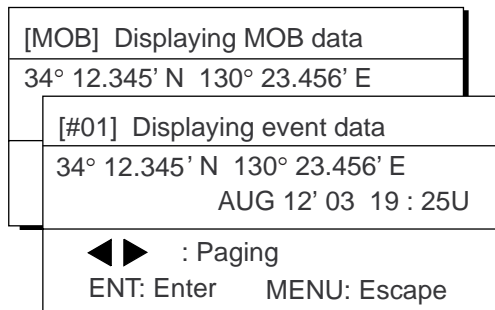 [MOB] Displaying MOB data
34° 12.345’ N 130° 23.456’ E
[#01] Displaying event data
34° 12.345’ N 130° 23.456’ E
AUG 12’ 03 19 : 25U
◀ ▶ : Paging
ENT: Enter MENU: Escape